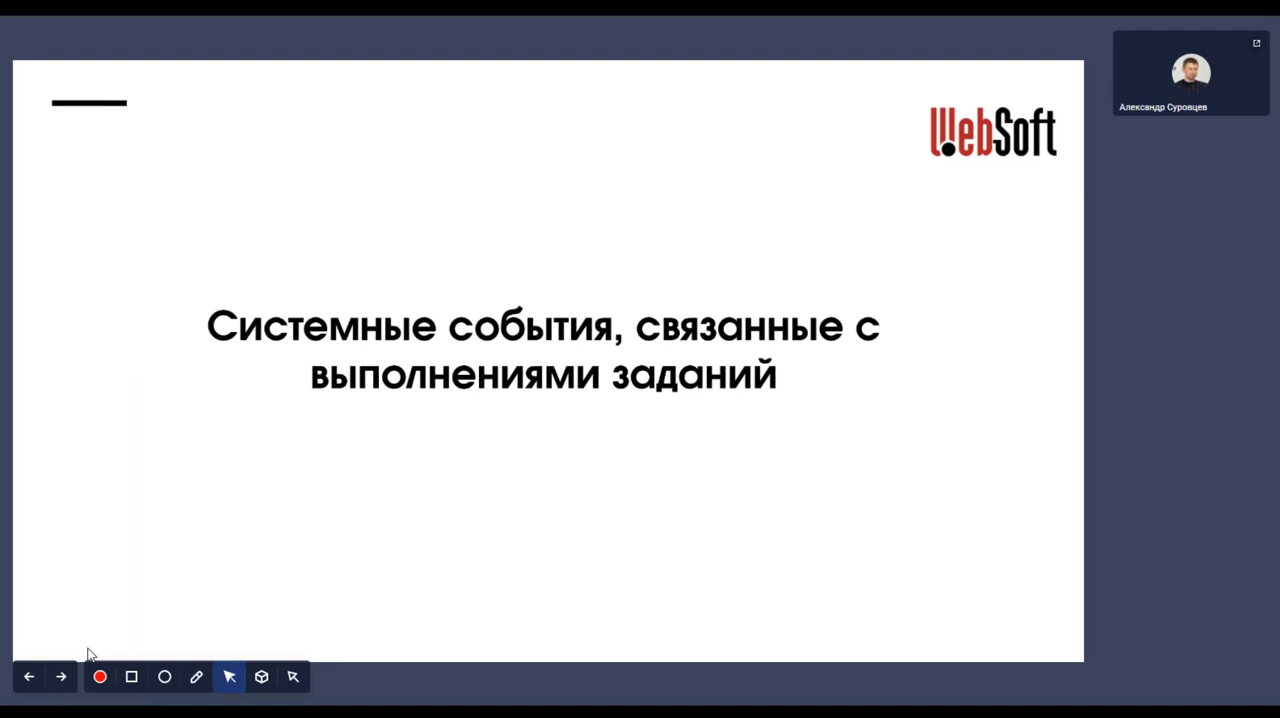 WebSoft
Александр Суровцев
Системные события, связанные с
выполнениями заданий